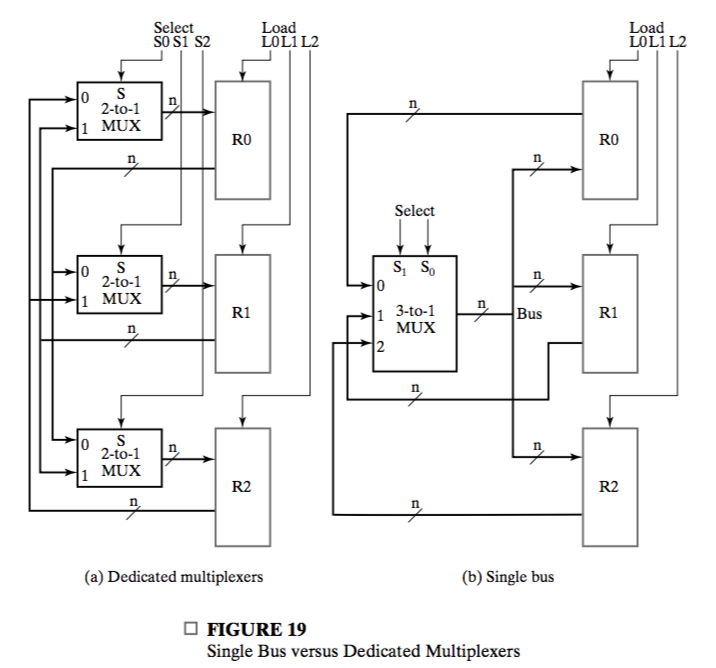 Select
S0 S1 S2
Load
L0 L1 L2
0
1
S
2-to-1
MUX
n
R0
n
0
1
S
2-to-1
MUX
n
R1
n
0
1
S
2-to-1
MUX
n
R2
n
(a) Dedicated multiplexers
Load
L0 L1 L2
n
R0
n
Select
S1 S0
0
1
2
3-to-1
MUX
n
Bus
n
R1
n
n
R2
n
(b) Single bus
FIGURE 19
Single Bus versus Dedicated Multiplexers